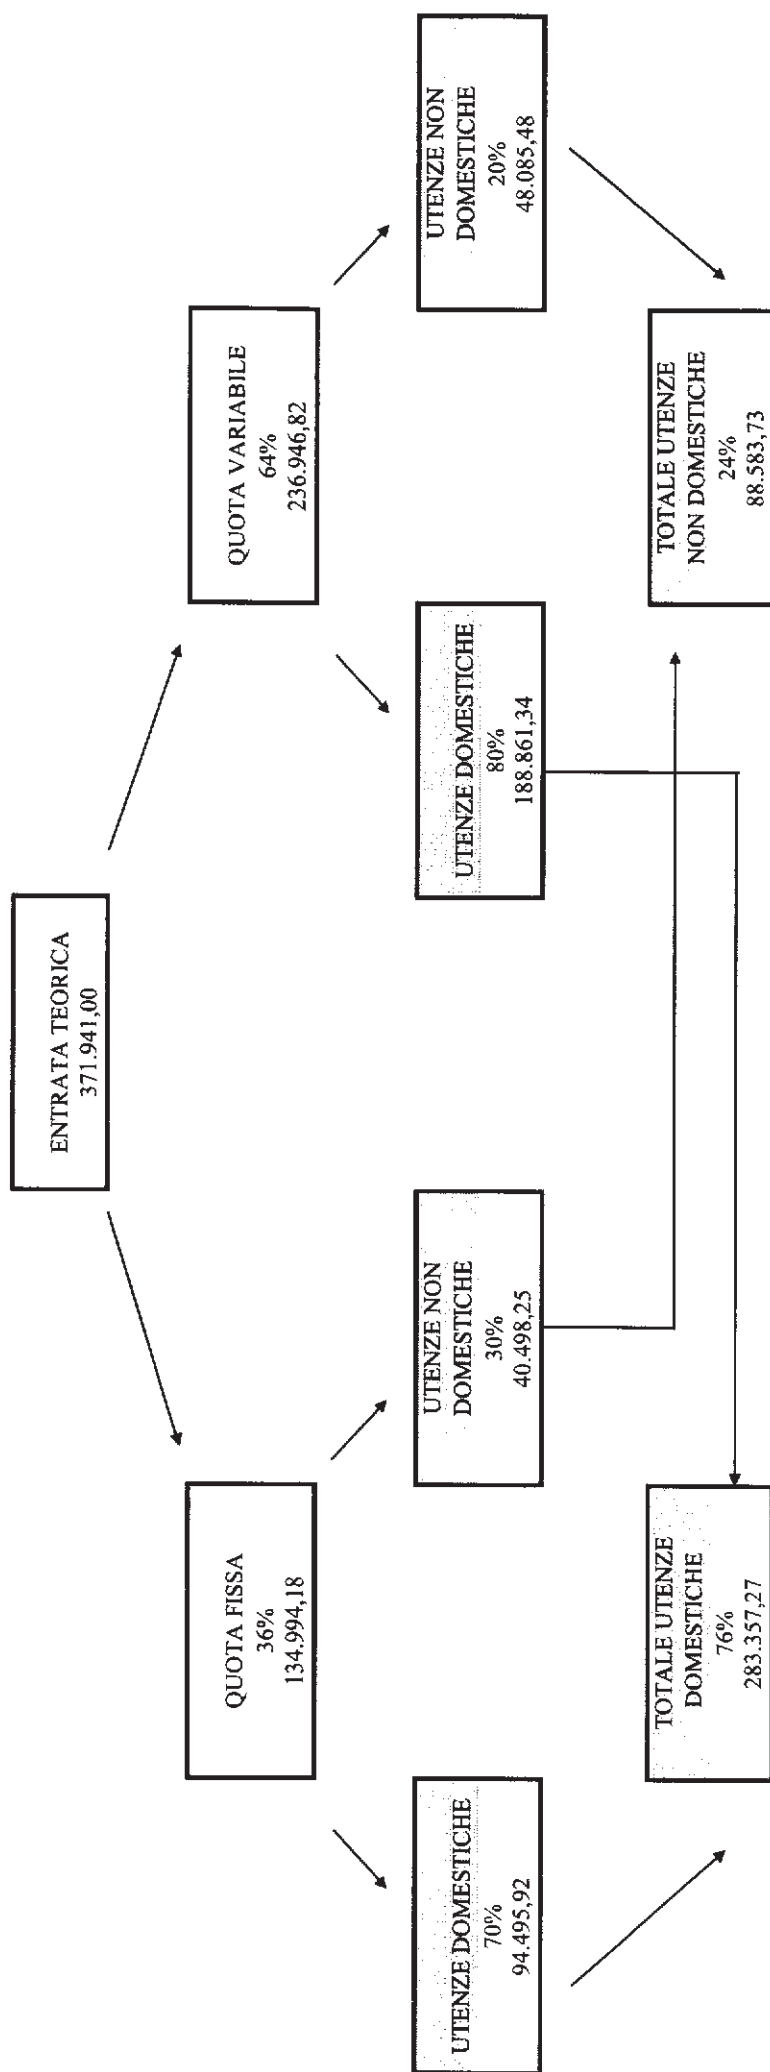 ENTRATA TEORICA
371.941,00
QUOTA FISSA
36%
134.994,18
QUOTA VARIABILE
64%
236.946,82
UTENZE DOMESTICHE
70%
94.495,92
UTENZE NON
DOMESTICHE
30%
40.498,25
UTENZE DOMESTICHE
80%
188.861,34
UTENZE NON
DOMESTICHE
20%
48.085,48
TOTALE UTENZE
DOMESTICHE
76%
283.357,27
TOTALE UTENZE
NON DOMESTICHE
24%
88.583,73